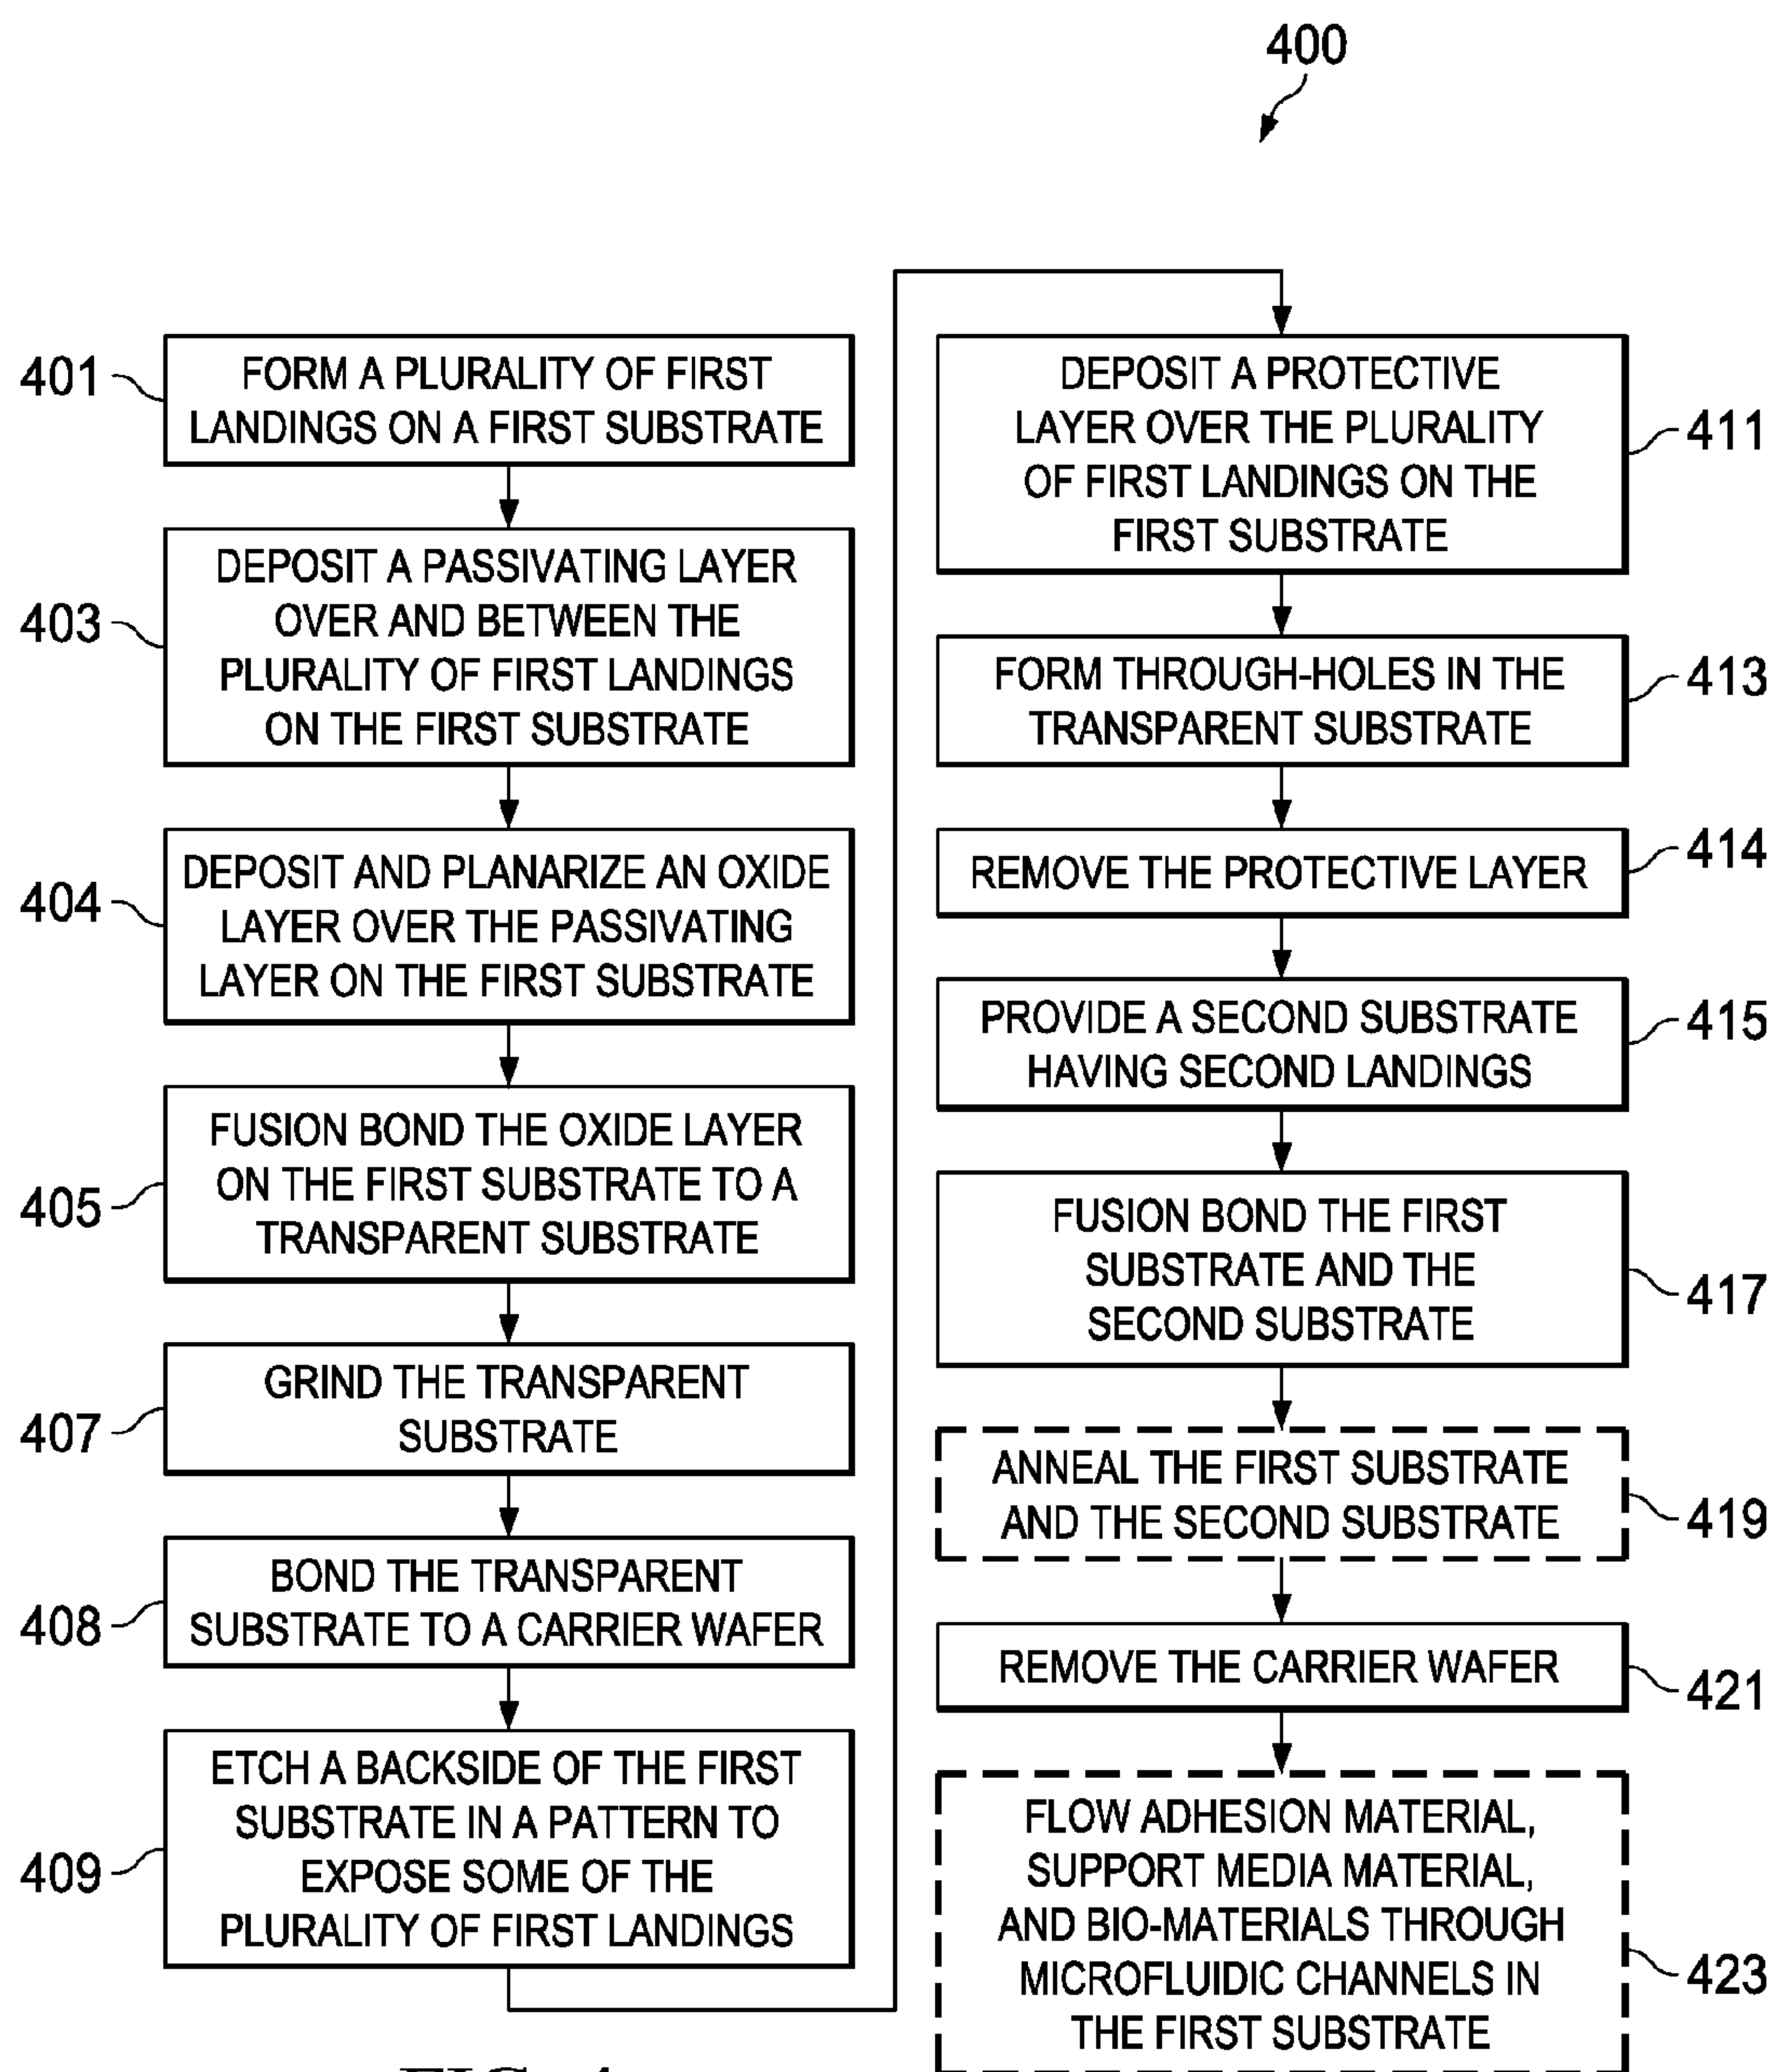 400
401
FORM A PLURALITY OF FIRST
LANDINGS ON A FIRST SUBSTRATE
403
DEPOSIT A PASSIVATING LAYER
OVER AND BETWEEN THE
PLURALITY OF FIRST LANDINGS
ON THE FIRST SUBSTRATE
404
DEPOSIT AND PLANARIZE AN OXIDE
LAYER OVER THE PASSIVATING
LAYER ON THE FIRST SUBSTRATE
405
FUSION BOND THE OXIDE LAYER
ON THE FIRST SUBSTRATE TO A
TRANSPARENT SUBSTRATE
407
GRIND THE TRANSPARENT
SUBSTRATE
408
BOND THE TRANSPARENT
SUBSTRATE TO A CARRIER WAFER
409
ETCH A BACKSIDE OF THE FIRST
SUBSTRATE IN A PATTERN TO
EXPOSE SOME OF THE
PLURALITY OF FIRST LANDINGS
DEPOSIT A PROTECTIVE
LAYER OVER THE PLURALITY
OF FIRST LANDINGS ON THE
FIRST SUBSTRATE
411
FORM THROUGH-HOLES IN THE
TRANSPARENT SUBSTRATE
413
REMOVE THE PROTECTIVE LAYER
414
PROVIDE A SECOND SUBSTRATE
HAVING SECOND LANDINGS
415
FUSION BOND THE FIRST
SUBSTRATE AND THE
SECOND SUBSTRATE
417
ANNEAL THE FIRST SUBSTRATE
AND THE SECOND SUBSTRATE
419
REMOVE THE CARRIER WAFER
421
FLOW ADHESION MATERIAL,
SUPPORT MEDIA MATERIAL,
AND BIO-MATERIALS THROUGH
MICROFLUIDIC CHANNELS IN
THE FIRST SUBSTRATE
423